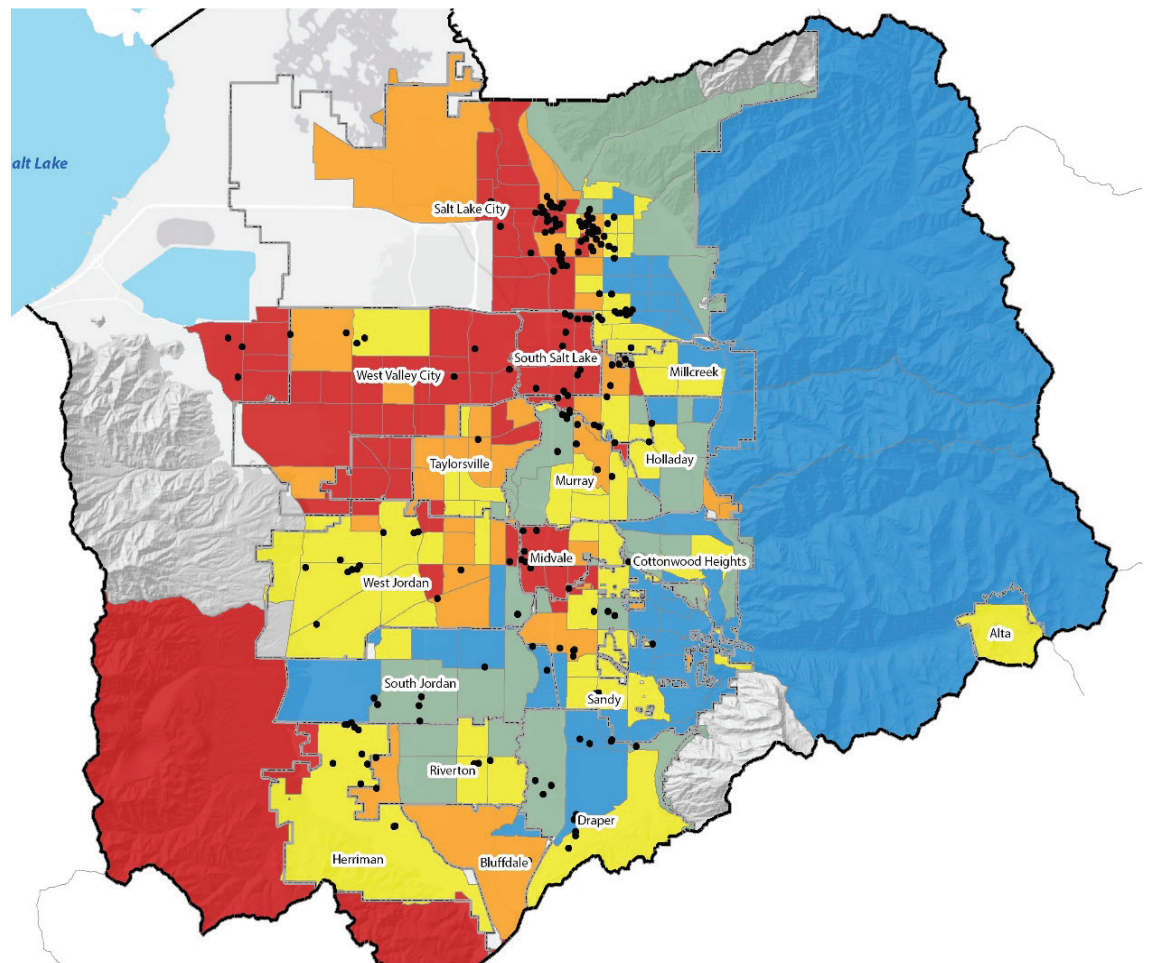 alt Lake
Salt Lake City
South Salt Lake
West Valley City
Millcreek
Taylorsville
Holladay
Murray
Midvale
Cottonwood Heights
West Jordan
Alta
South Jordan
Sandy
Riverton
Draper
Herriman
Bluffdale